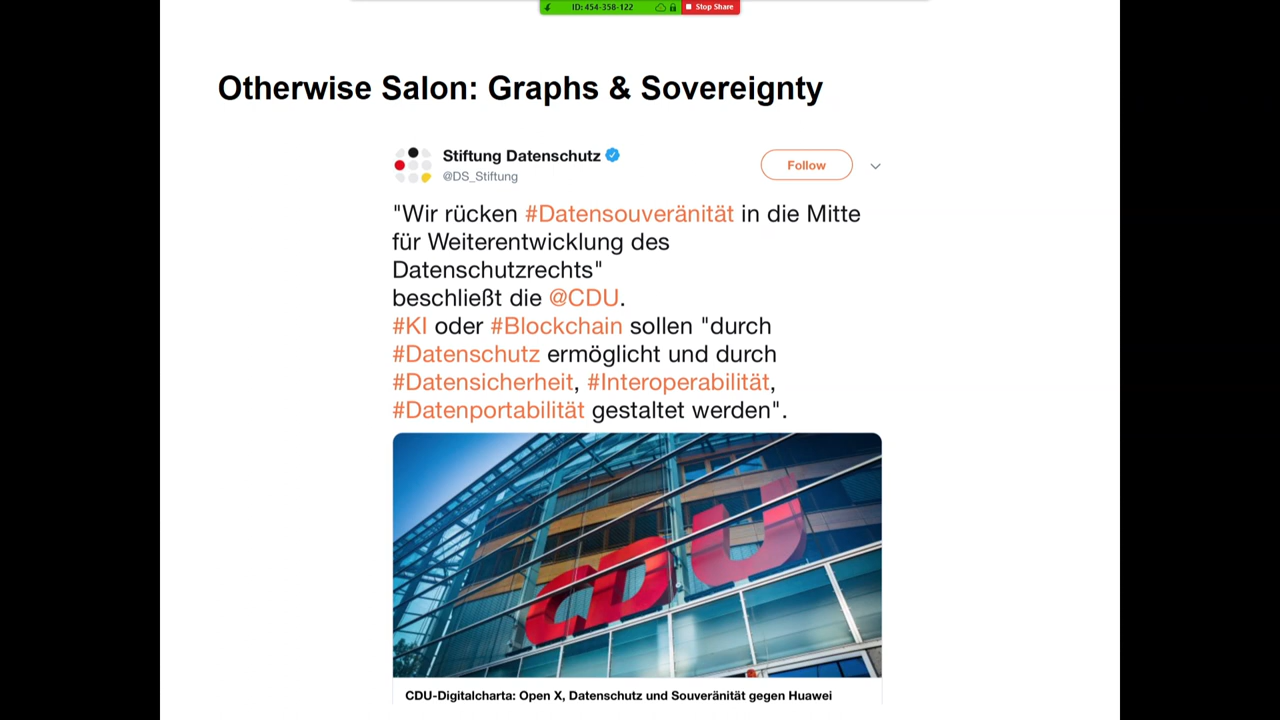 ID: 454-358-122
Stop Share
Otherwise Salon: Graphs & Sovereignty
Stiftung Datenschutz
@DS_Stiftung
Follow
"Wir rücken #Datensouveränität in die Mitte
für Weiterentwicklung des
Datenschutzrechts"
beschließt die @CDU.
#KI oder #Blockchain sollen "durch
#Datenschutz ermöglicht und durch
#Datensicherheit, #Interoperabilität,
#Datenportabilität gestaltet werden".
CDU
CDU-Digitalcharta: Open X, Datenschutz und Souveränität gegen Huawei